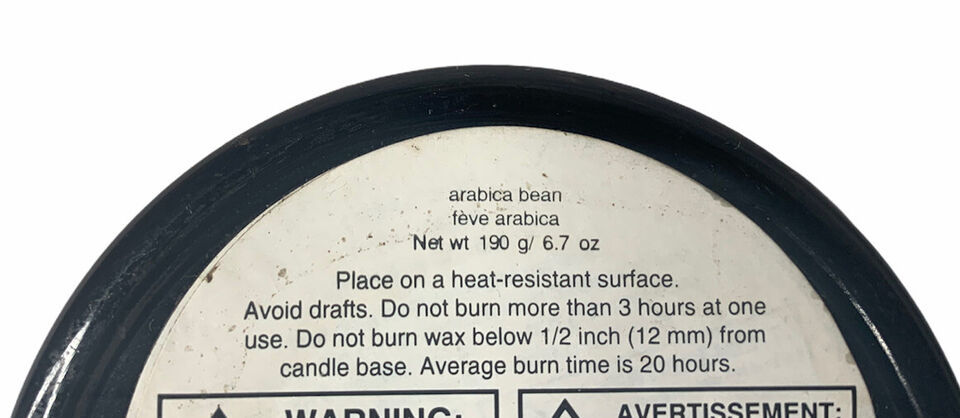 arabica bean
fève arabica
Net wt 190 g/ 6.7 oz
Place on a heat-resistant surface.
Avoid drafts. Do not burn more than 3 hours at one
use. Do not burn wax below 1/2 inch (12 mm) from
candle base. Average burn time is 20 hours.
WARNING:
AVERTISSEMENT: